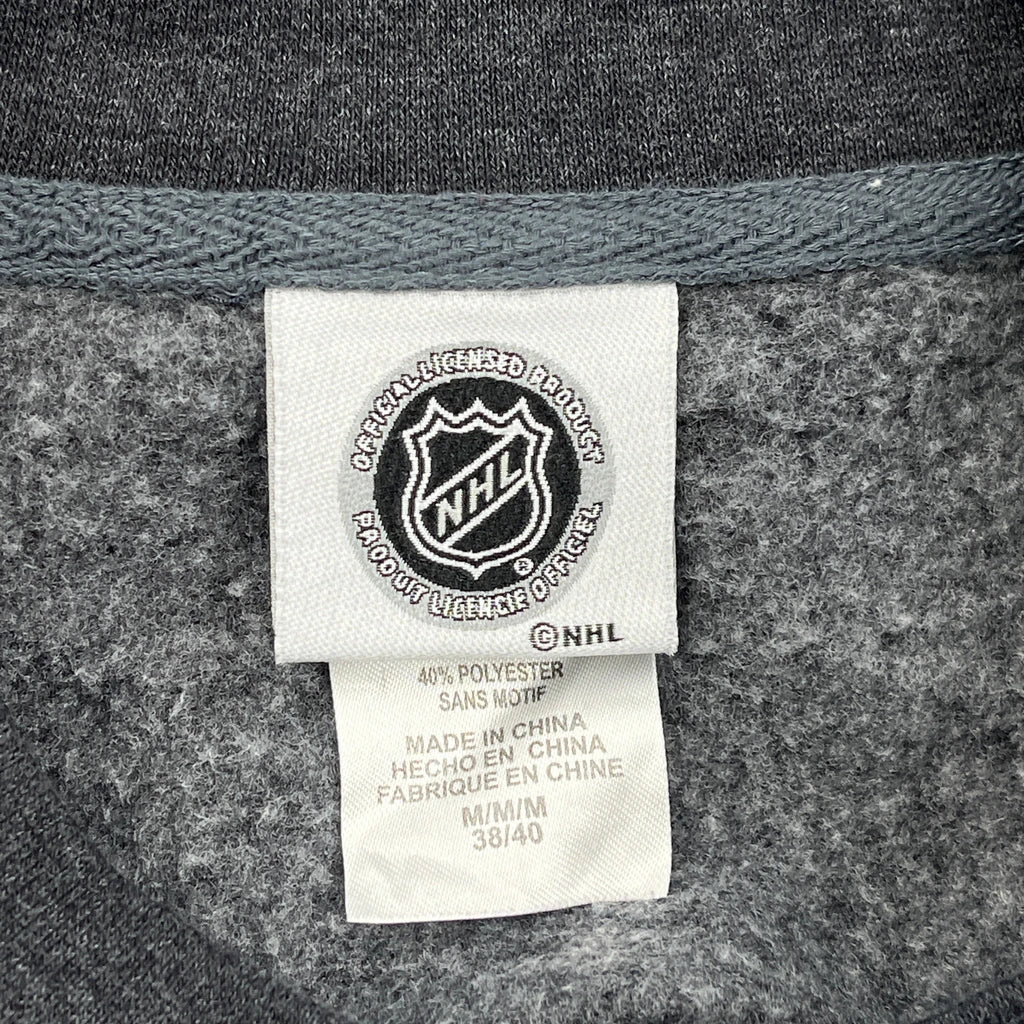 OFFICIAL LICENSED PRODUCT
NHL
®
PRODUIT LICENCIE OFFICIEL
©NHL
40% POLYESTER
SANS MOTIF
MADE IN CHINA
HECHO EN CHINA
FABRIQUE EN CHINE
M/M/M
38/40